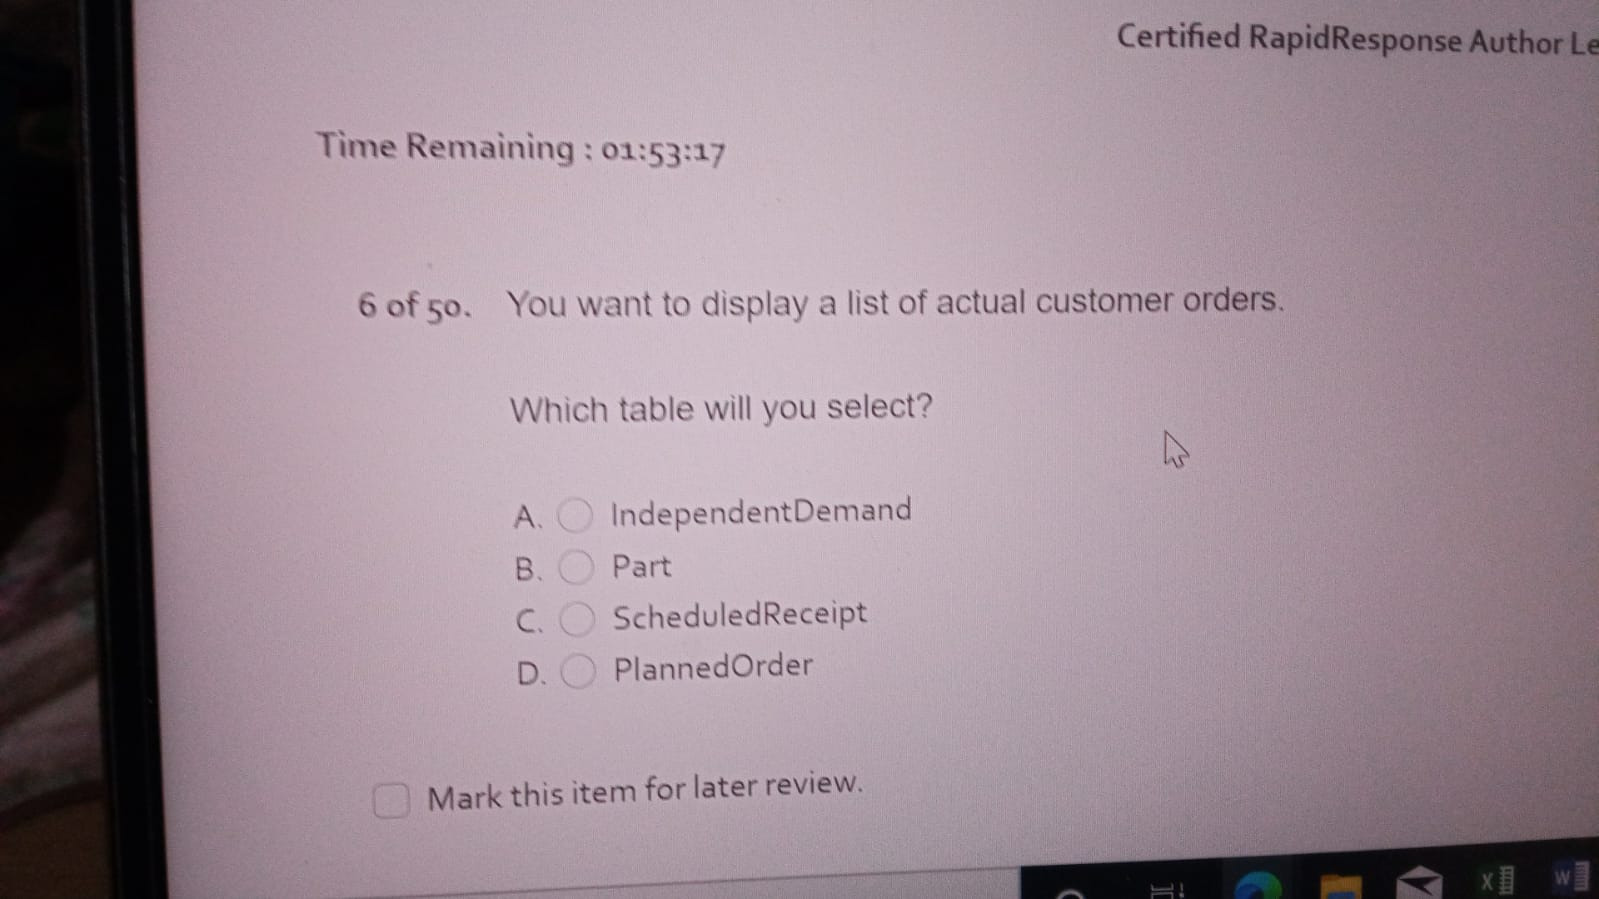 Certified RapidResponse Author Le
Time Remaining : 01:53:17
6 of 50. You want to display a list of actual customer orders.
Which table will you select?
A. IndependentDemand
B. Part
C. ScheduledReceipt
D. PlannedOrder
Mark this item for later review.
X W